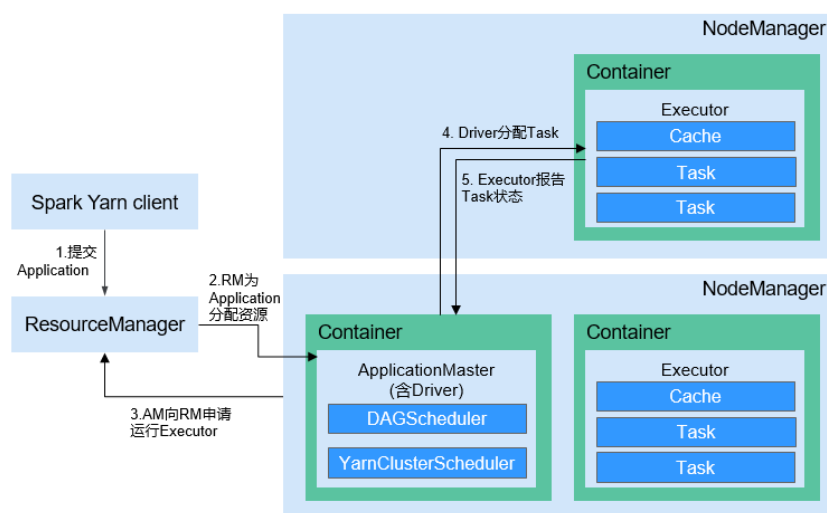 NodeManager
Container
Executor
Cache
Task
Task
4. Driver分配Task
5. Executor报告
Task状态
Spark Yarn client
1.提交
Application
ResourceManager
2.RM为
Application
分配资源
3.AM向RM申请
运行Executor
NodeManager
Container
ApplicationMaster
(含Driver)
DAGScheduler
YarnClusterScheduler
Container
Executor
Cache
Task
Task